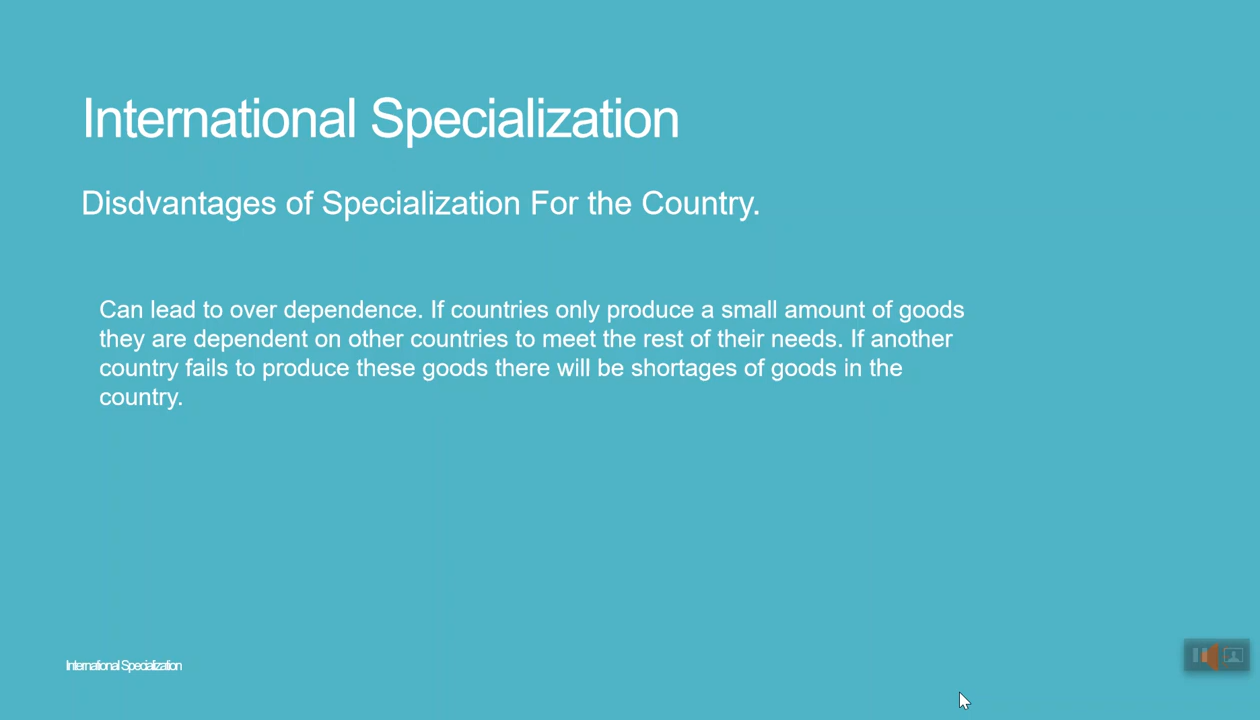 International Specialization
Disdvantages of Specialization For the Country.
Can lead to over dependence. If countries only produce a small amount of goods
they are dependent on other countries to meet the rest of their needs. If another
country fails to produce these goods there will be shortages of goods in the
country.
International Specialization